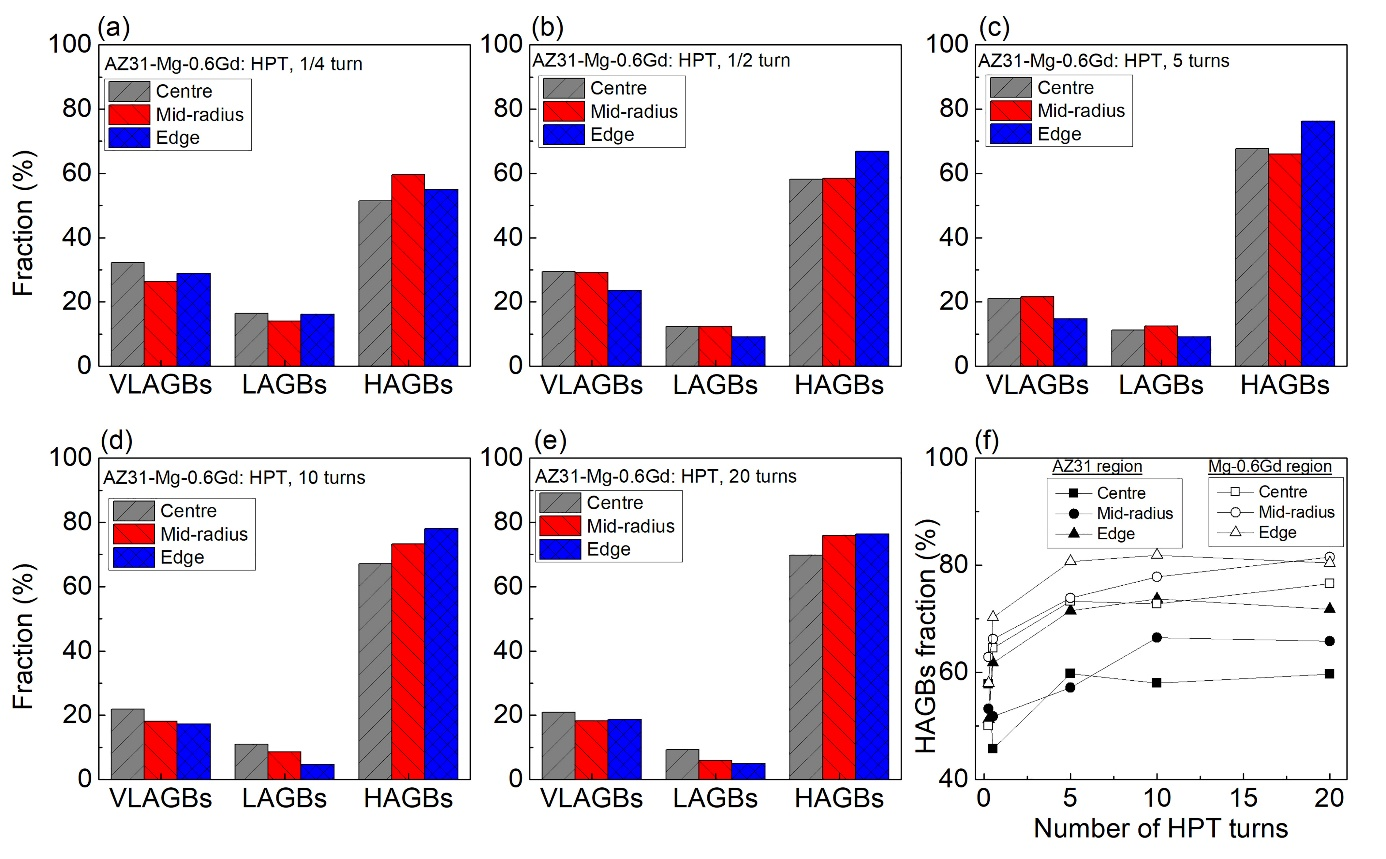 (a)
AZ31-Mg-0.6Gd: HPT, 1/4 turn
Centre
Mid-radius
Edge
100
80
60
40
20
0
Fraction (%)
VLAGBs LAGBs HAGBs
(b)
AZ31-Mg-0.6Gd: HPT, 1/2 turn
Centre
Mid-radius
Edge
100
80
60
40
20
0
VLAGBs LAGBs HAGBs
(c)
AZ31-Mg-0.6Gd: HPT, 5 turns
Centre
Mid-radius
Edge
100
80
60
40
20
0
VLAGBs LAGBs HAGBs
(d)
AZ31-Mg-0.6Gd: HPT, 10 turns
Centre
Mid-radius
Edge
100
80
60
40
20
0
Fraction (%)
VLAGBs LAGBs HAGBs
(e)
AZ31-Mg-0.6Gd: HPT, 20 turns
Centre
Mid-radius
Edge
100
80
60
40
20
0
VLAGBs LAGBs HAGBs
(f)
AZ31 region
Centre
Mid-radius
Edge
Mg-0.6Gd region
Centre
Mid-radius
Edge
100
80
60
40
HAGBs fraction (%)
0 5 10 15 20
Number of HPT turns